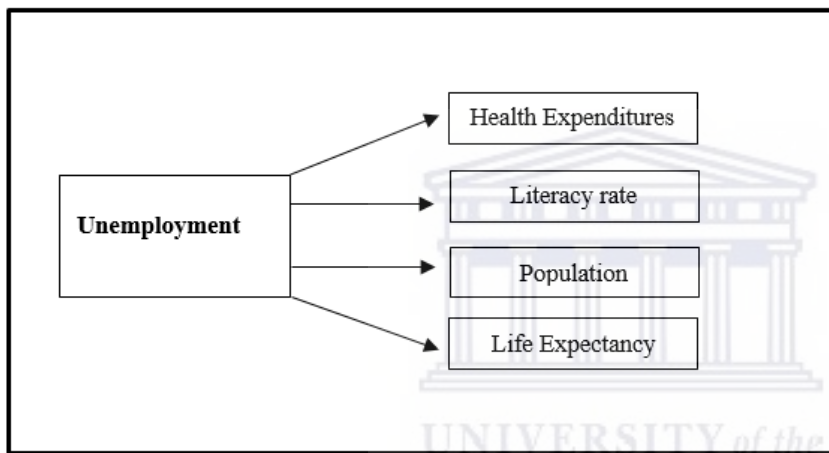 Health Expenditures
Literacy rate
Unemployment
Population
Life Expectancy
UNIVERSITY of the